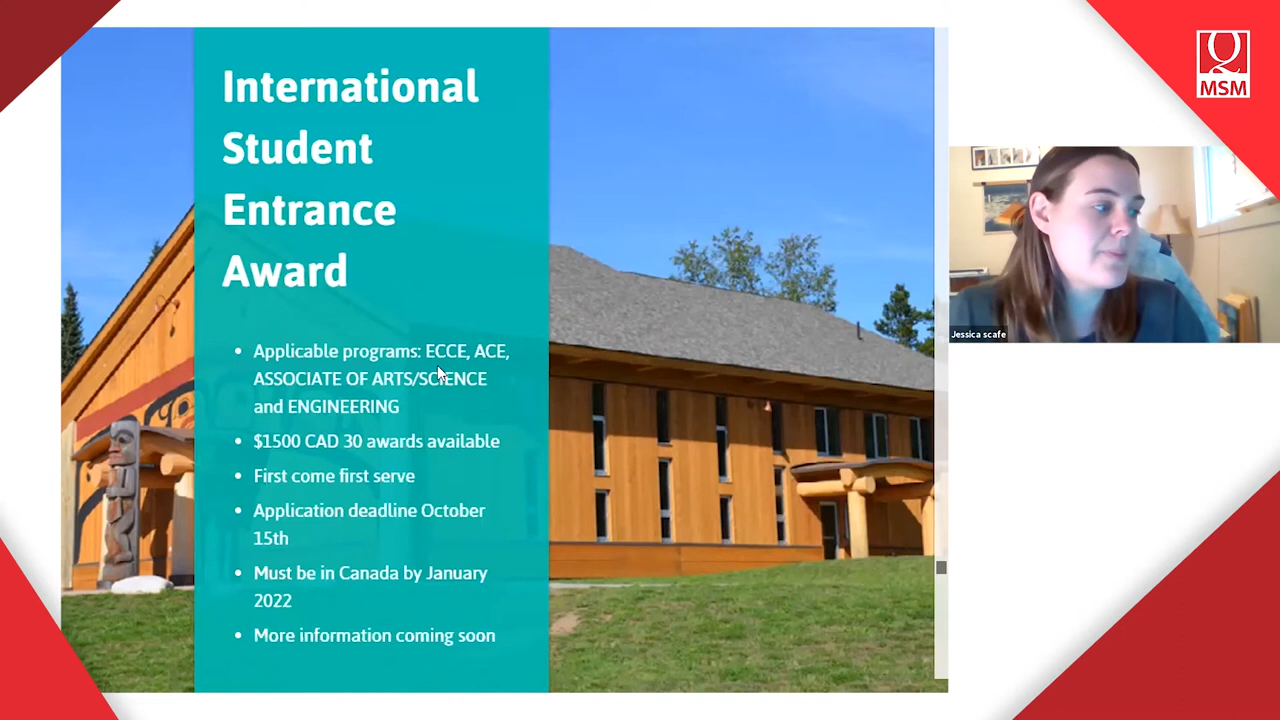 International
Student
Entrance
Award
• Applicable programs: ECCE, ACE,
ASSOCIATE OF ARTS/SCIENCE
and ENGINEERING
• $1500 CAD 30 awards available
• First come first serve
• Application deadline October
15th
• Must be in Canada by January
2022
• More information coming soon
Q
MSM
Jessica scafe